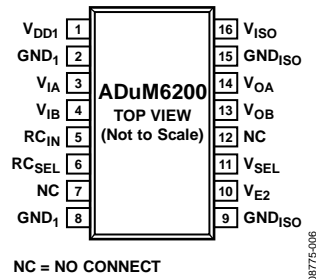 VDD1 1
GND1 2
VIA 3
VIB 4
RCIN 5
RCSEL 6
NC 7
GND1 8
ADuM6200
TOP VIEW
(Not to Scale)
16 VISO
15 GNDISO
14 VOA
13 VOB
12 NC
11 VSEL
10 VE2
9 GNDISO
NC = NO CONNECT
08775-006